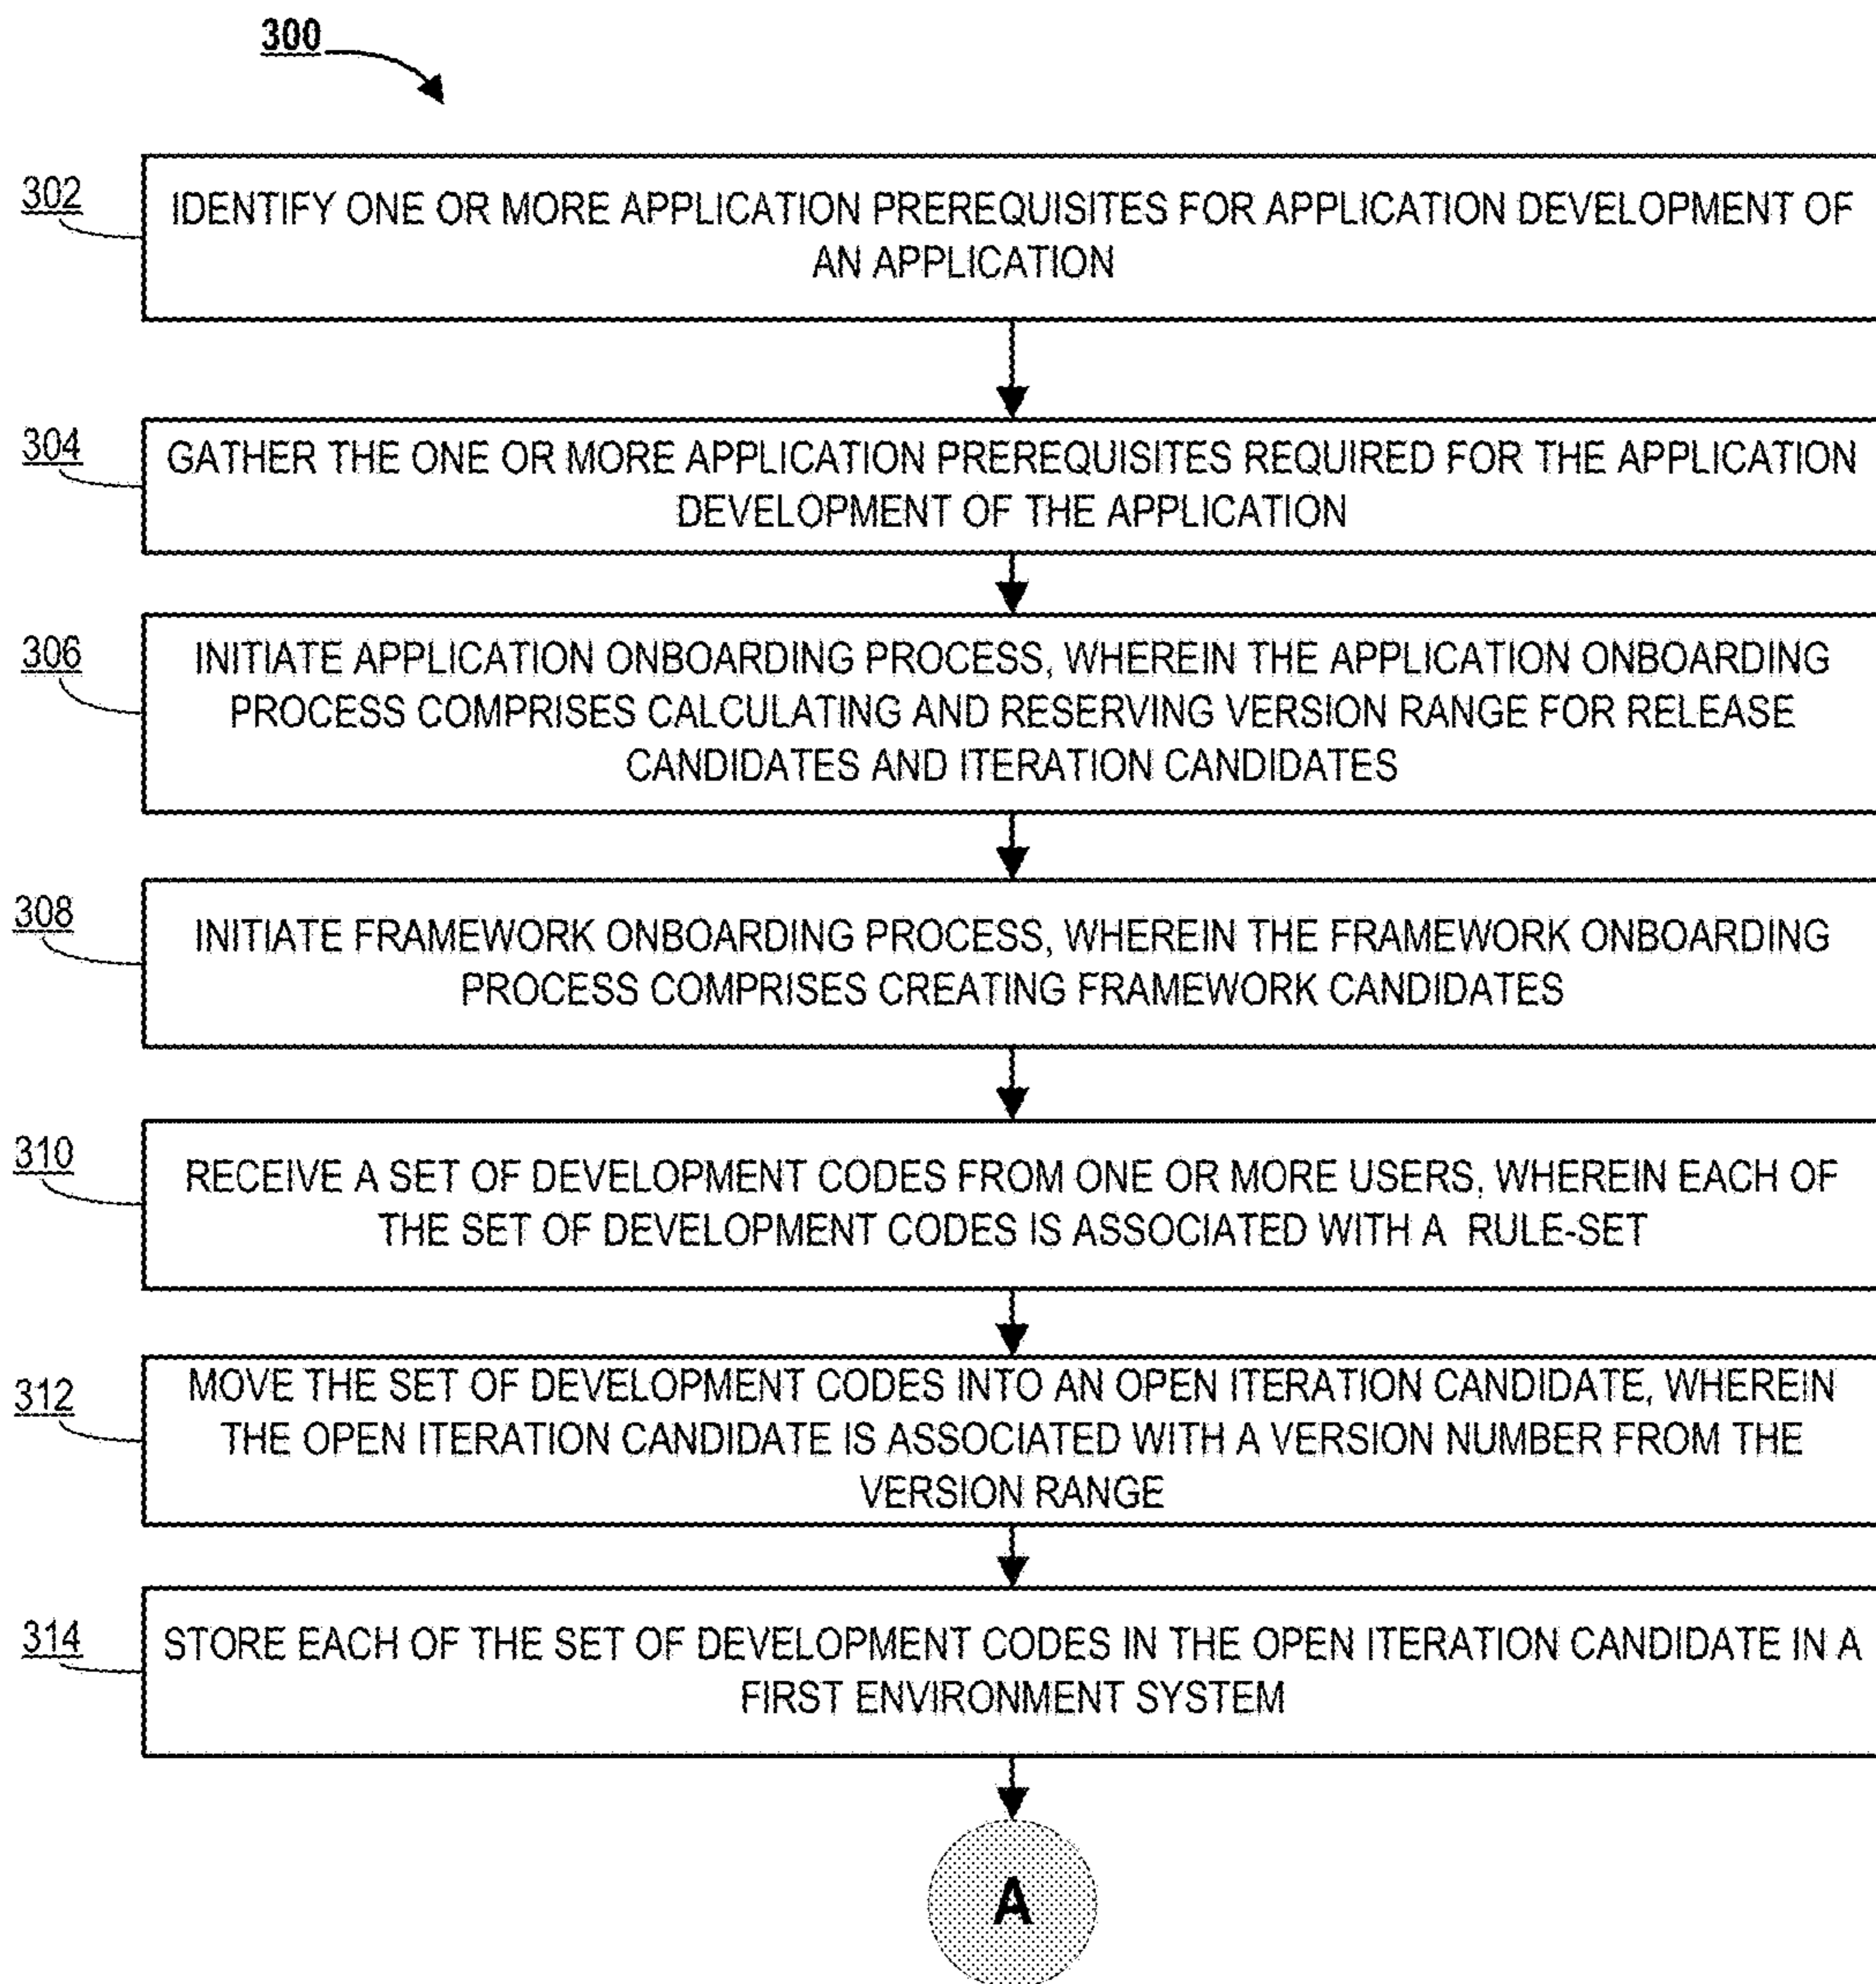 300
302
IDENTIFY ONE OR MORE APPLICATION PREREQUISITES FOR APPLICATION DEVELOPMENT OF
AN APPLICATION
304
GATHER THE ONE OR MORE APPLICATION PREREQUISITES REQUIRED FOR THE APPLICATION
DEVELOPMENT OF THE APPLICATION
306
INITIATE APPLICATION ONBOARDING PROCESS, WHEREIN THE APPLICATION ONBOARDING
PROCESS COMPRISES CALCULATING AND RESERVING VERSION RANGE FOR RELEASE
CANDIDATES AND ITERATION CANDIDATES
308
INITIATE FRAMEWORK ONBOARDING PROCESS, WHEREIN THE FRAMEWORK ONBOARDING
PROCESS COMPRISES CREATING FRAMEWORK CANDIDATES
310
RECEIVE A SET OF DEVELOPMENT CODES FROM ONE OR MORE USERS, WHEREIN EACH OF
THE SET OF DEVELOPMENT CODES IS ASSOCIATED WITH A RULE-SET
312
MOVE THE SET OF DEVELOPMENT CODES INTO AN OPEN ITERATION CANDIDATE, WHEREIN
THE OPEN ITERATION CANDIDATE IS ASSOCIATED WITH A VERSION NUMBER FROM THE
VERSION RANGE
314
STORE EACH OF THE SET OF DEVELOPMENT CODES IN THE OPEN ITERATION CANDIDATE IN A
FIRST ENVIRONMENT SYSTEM
A